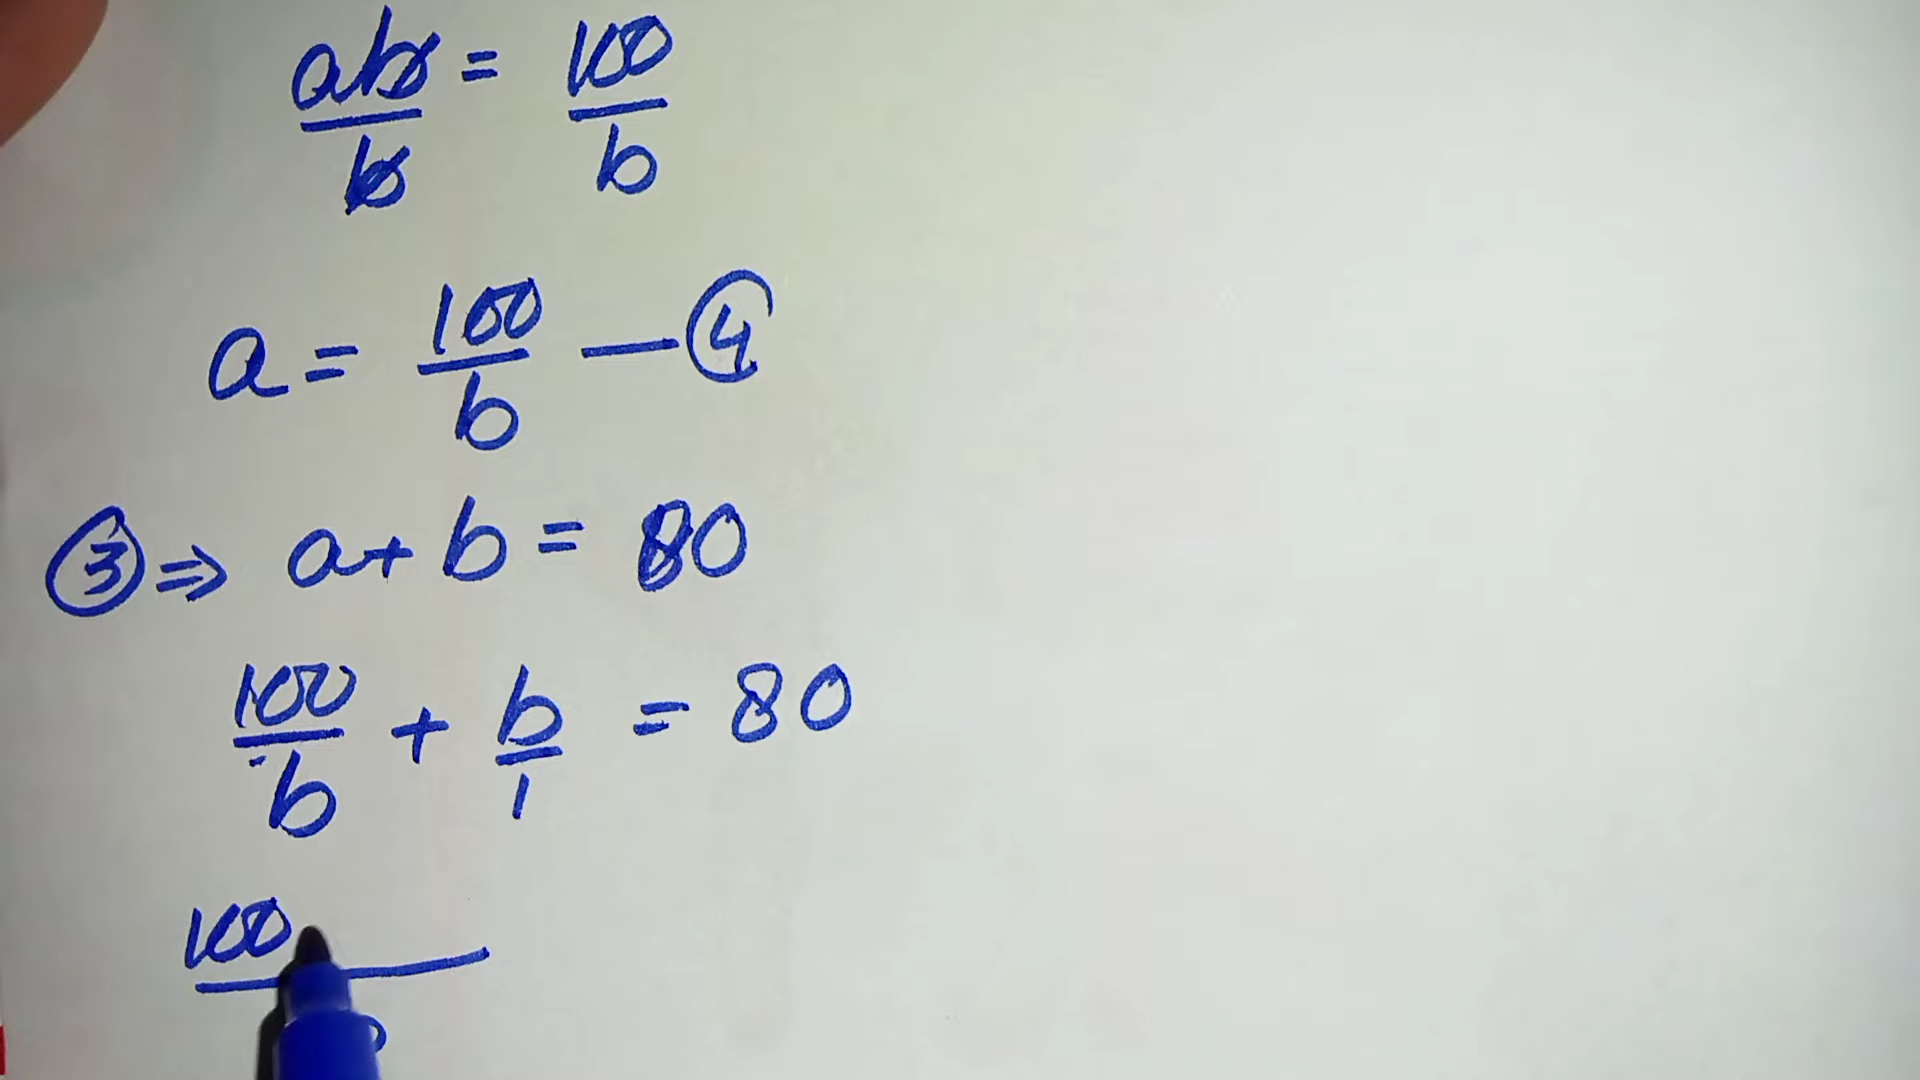 ab/b = 100/b
a = 100/b — ④
③ ⇒ a + b = 80
100/b + b/1 = 80
100